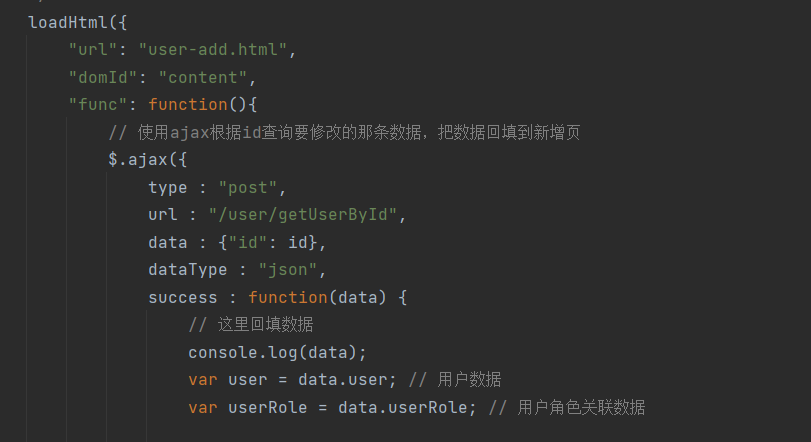 loadHtml({
"url": "user-add.html",
"domId": "content",
"func": function(){
// 使用ajax根据id查询要修改的那条数据，把数据回填到新增页
$.ajax({
type : "post",
url : "/user/getUserById",
data : {"id": id},
dataType : "json",
success : function(data) {
// 这里回填数据
console.log(data);
var user = data.user; // 用户数据
var userRole = data.userRole; // 用户角色关联数据